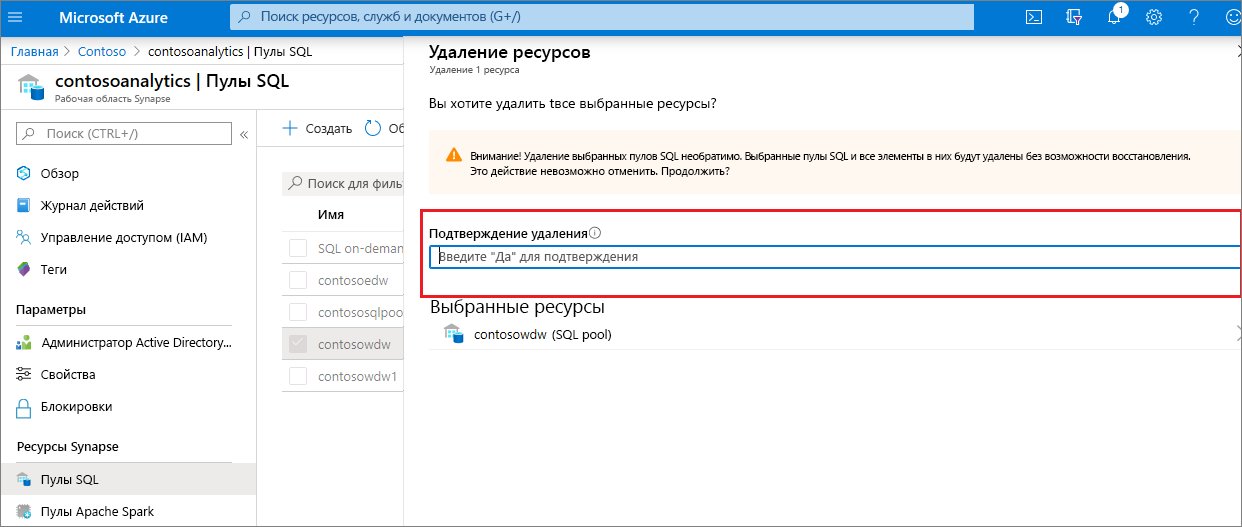 Microsoft Azure
Поиск ресурсов, служб и документов (G+/)
1
Главная > Contoso > contosoanalytics | Пулы SQL
contosoanalytics | Пулы SQL
Рабочая область Synapse
Поиск (CTRL+/)
Обзор
Журнал действий
Управление доступом (IAM)
Теги
Параметры
Администратор Active Directory...
Свойства
Блокировки
Ресурсы Synapse
Пулы SQL
Пулы Apache Spark
Создать
Об
Поиск для филь
Имя
SQL on-deman
contosoedw
contososqlpoo
contosowdw
contosowdw1
Удаление ресурсов
Удаление 1 ресурса
Вы хотите удалить tвсе выбранные ресурсы?
Внимание! Удаление выбранных пулов SQL необратимо. Выбранные пулы SQL и все элементы в них будут удалены без возможности восстановления.
Это действие невозможно отменить. Продолжить?
Подтверждение удаления
Введите "Да" для подтверждения
Выбранные ресурсы
contosowdw (SQL pool)